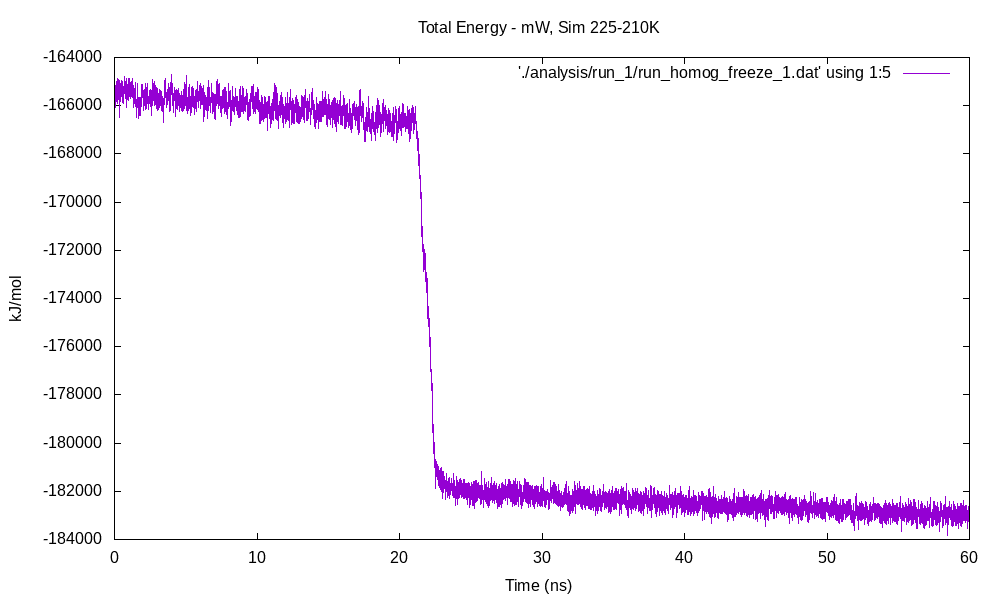 Total Energy - mW, Sim 225-210K
'./analysis/run_1/run_homog_freeze_1.dat' using 1:5
-164000
-166000
-168000
-170000
-172000
-174000
-176000
-178000
-180000
-182000
-184000
kJ/mol
0 10 20 30 40 50 60
Time (ns)